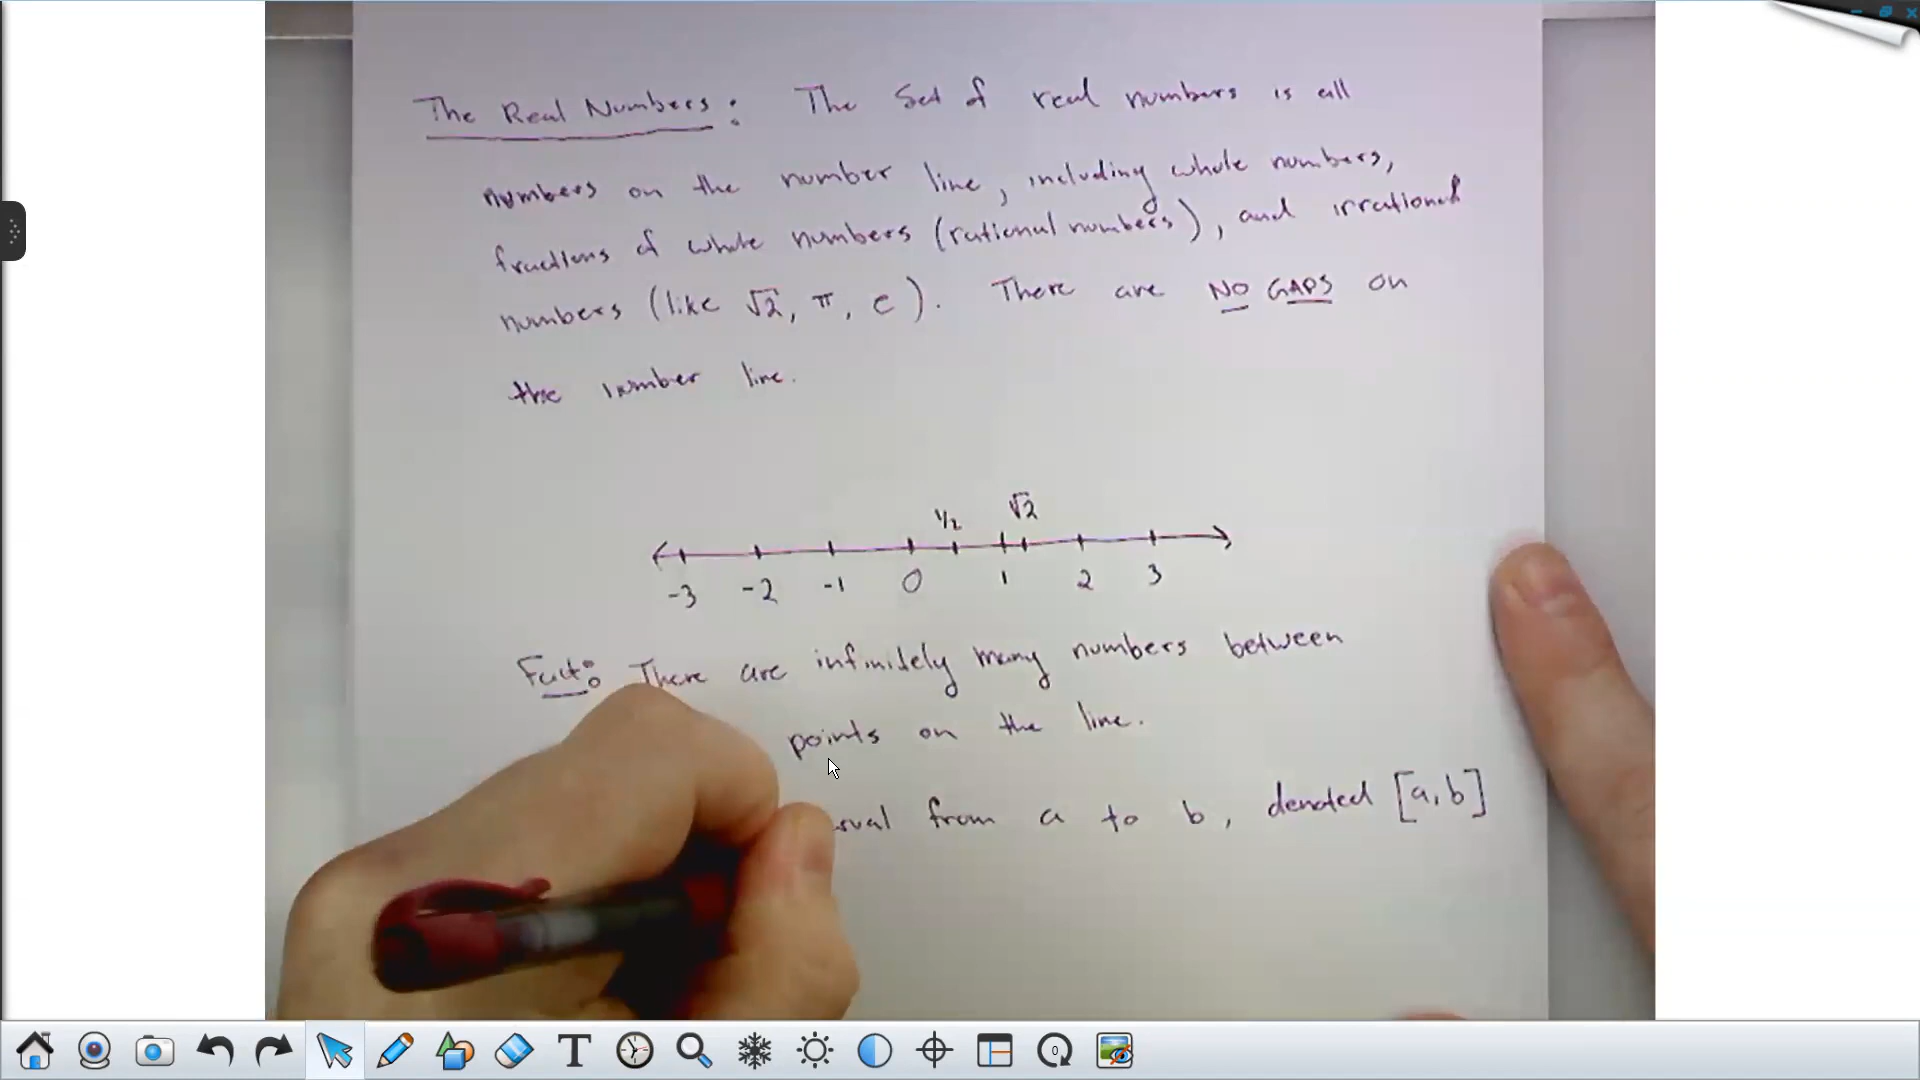 The Real Numbers: The set of real numbers is all
numbers on the number line, including whole numbers,
fractions of whole numbers (rational numbers), and irrational
numbers (like √2, π, e). There are NO GAPS on
the number line.
1/2 √2
-3 -2 -1 0 1 2 3
Fact: There are infinitely many numbers between
points on the line.
from a to b, denoted [a,b]
T
0